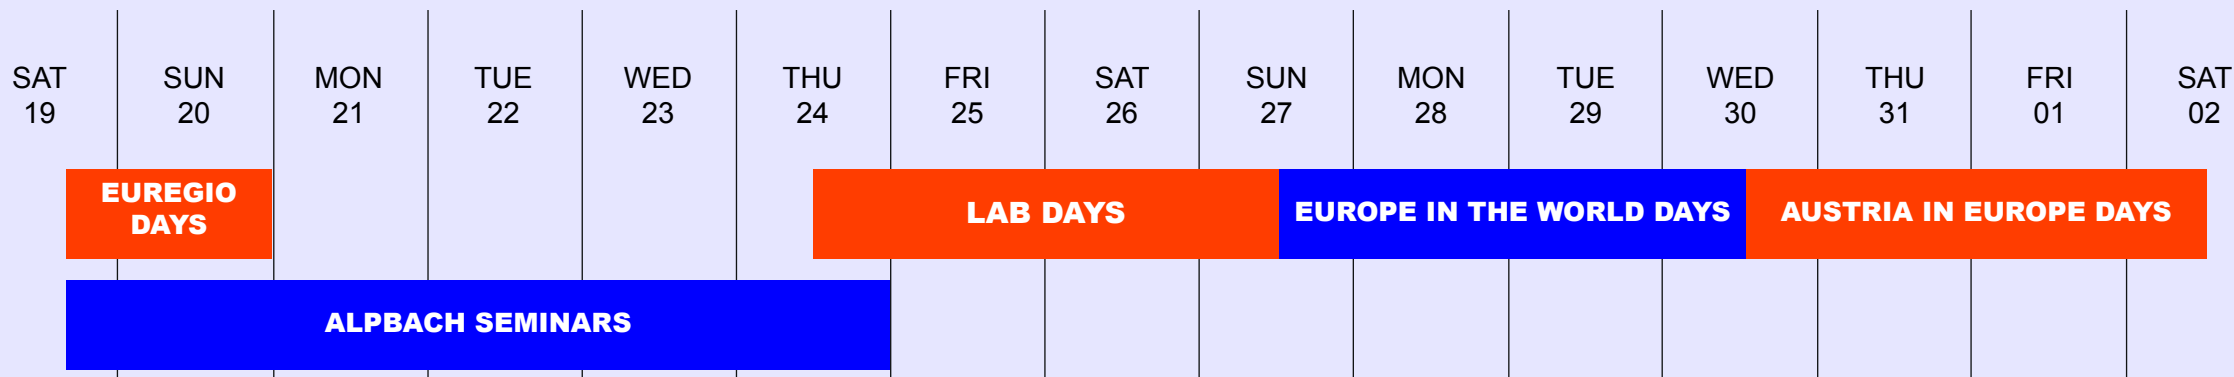 SAT SUN MON TUE WED THU FRI SAT SUN MON TUE WED THU FRI SAT
19 20 21 22 23 24 25 26 27 28 29 30 31 01 02
EUREGIO
DAYS
LAB DAYS
EUROPE IN THE WORLD DAYS
AUSTRIA IN EUROPE DAYS
ALPBACH SEMINARS